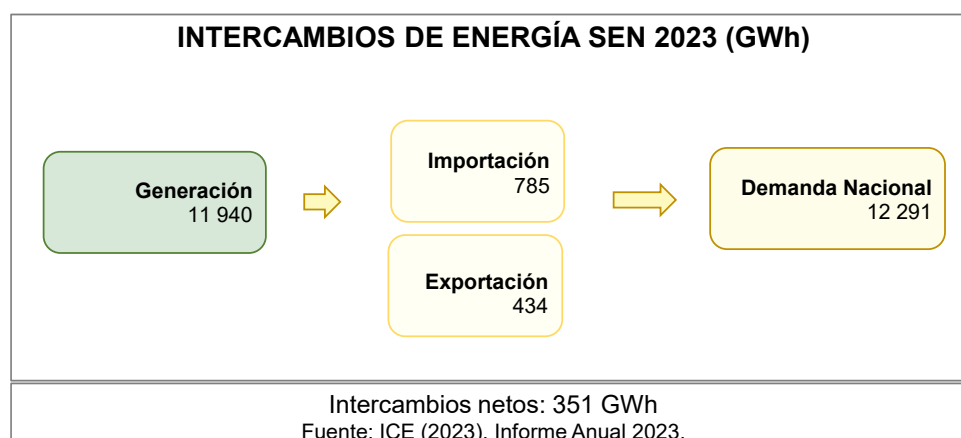 INTERCAMBIOS DE ENERGÍA SEN 2023 (GWh)
Generación
11 940
Importación
785
Exportación
434
Demanda Nacional
12 291
Intercambios netos: 351 GWh
Fuente: ICE (2023). Informe Anual 2023.